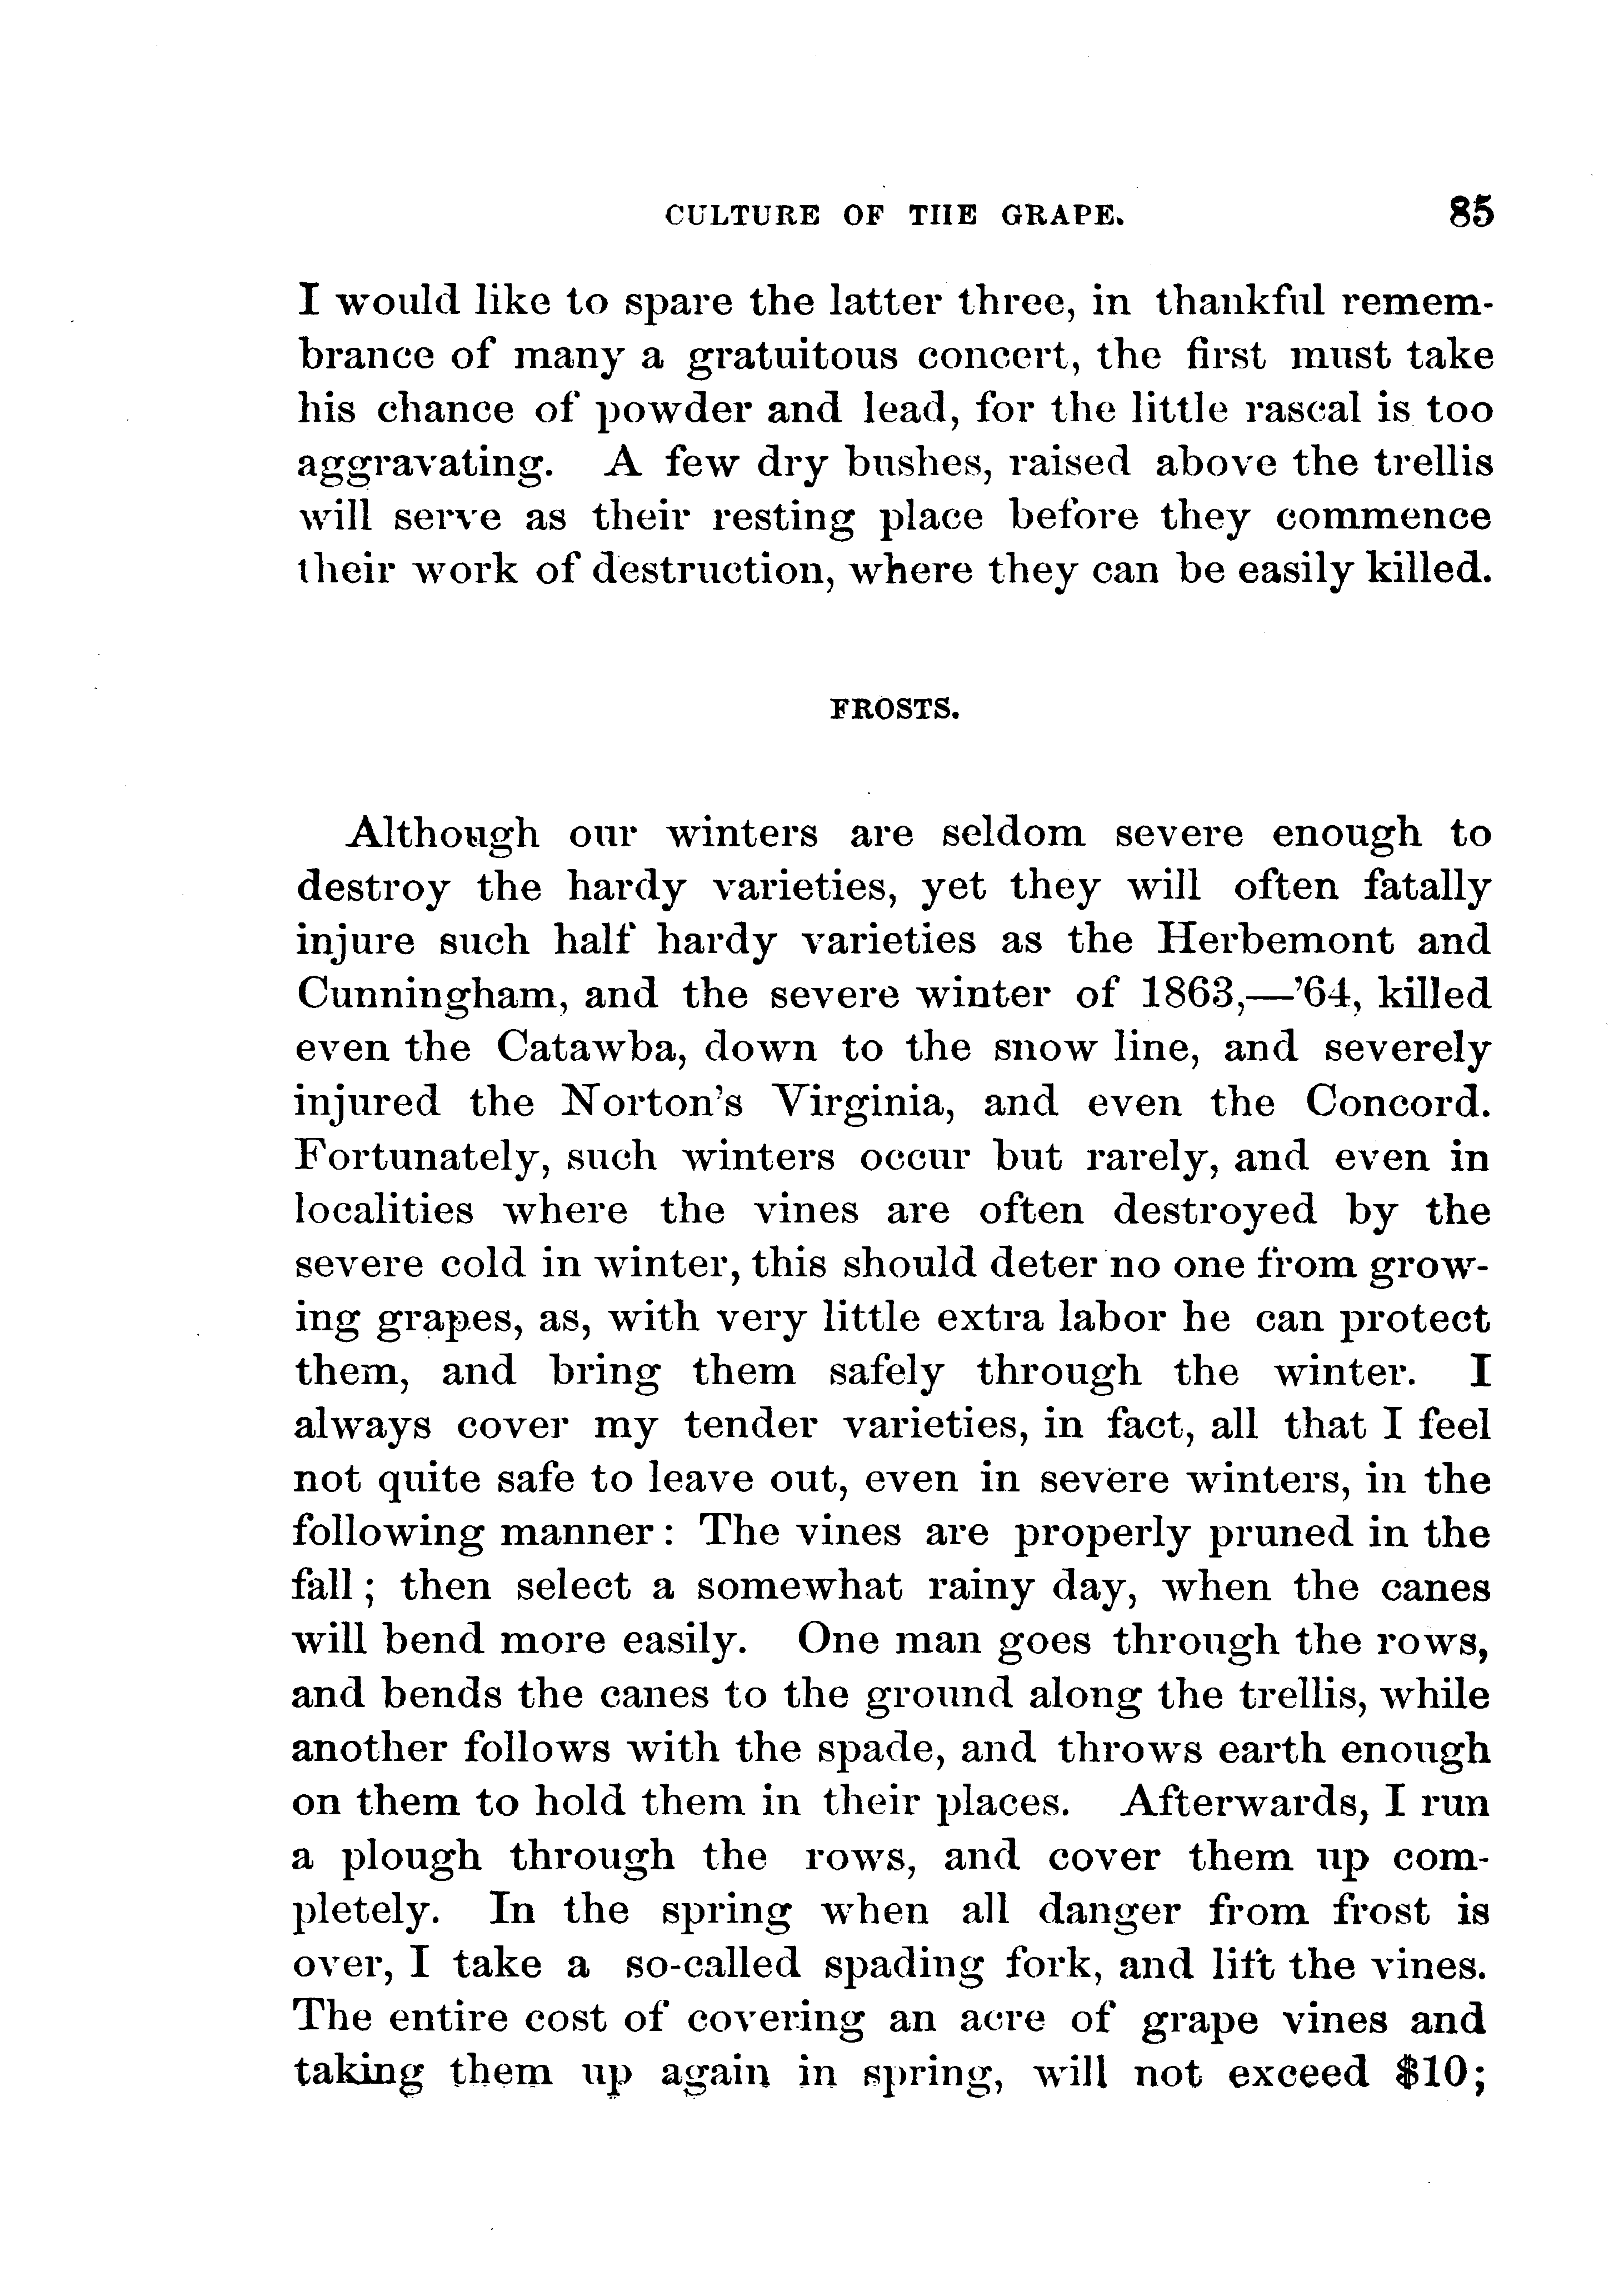 CULTURE OF THE GRAPE. 85
I would like to spare the latter three, in thankful remem-
brance of many a gratuitous concert, the first must take
his chance of powder and lead, for the little rascal is too
aggravating. A few dry bushes, raised above the trellis
will serve as their resting place before they commence
their work of destruction, where they can be easily killed.
FROSTS.
Although our winters are seldom severe enough to
destroy the hardy varieties, yet they will often fatally
injure such half hardy varieties as the Herbemont and
Cunningham, and the severe winter of 1863,—'64, killed
even the Catawba, down to the snow line, and severely
injured the Norton's Virginia, and even the Concord.
Fortunately, such winters occur but rarely, and even in
localities where the vines are often destroyed by the
severe cold in winter, this should deter no one from grow-
ing grapes, as, with very little extra labor he can protect
them, and bring them safely through the winter. I
always cover my tender varieties, in fact, all that I feel
not quite safe to leave out, even in severe winters, in the
following manner: The vines are properly pruned in the
fall; then select a somewhat rainy day, when the canes
will bend more easily. One man goes through the rows,
and bends the canes to the ground along the trellis, while
another follows with the spade, and throws earth enough
on them to hold them in their places. Afterwards, I run
a plough through the rows, and cover them up com-
pletely. In the spring when all danger from frost is
over, I take a so-called spading fork, and lift the vines.
The entire cost of covering an acre of grape vines and
taking them up again in spring, will not exceed $10;